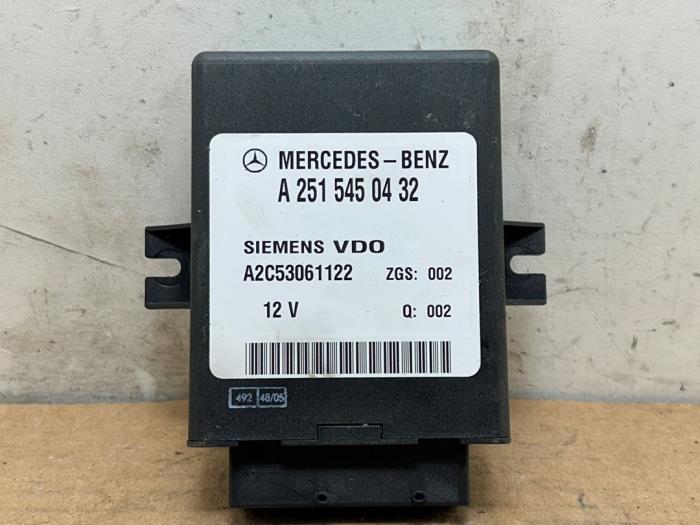 MERCEDES-BENZ
A 251 545 04 32
SIEMENS VDO
A2C53061122 ZGS: 002
12 V Q: 002
492 48/05